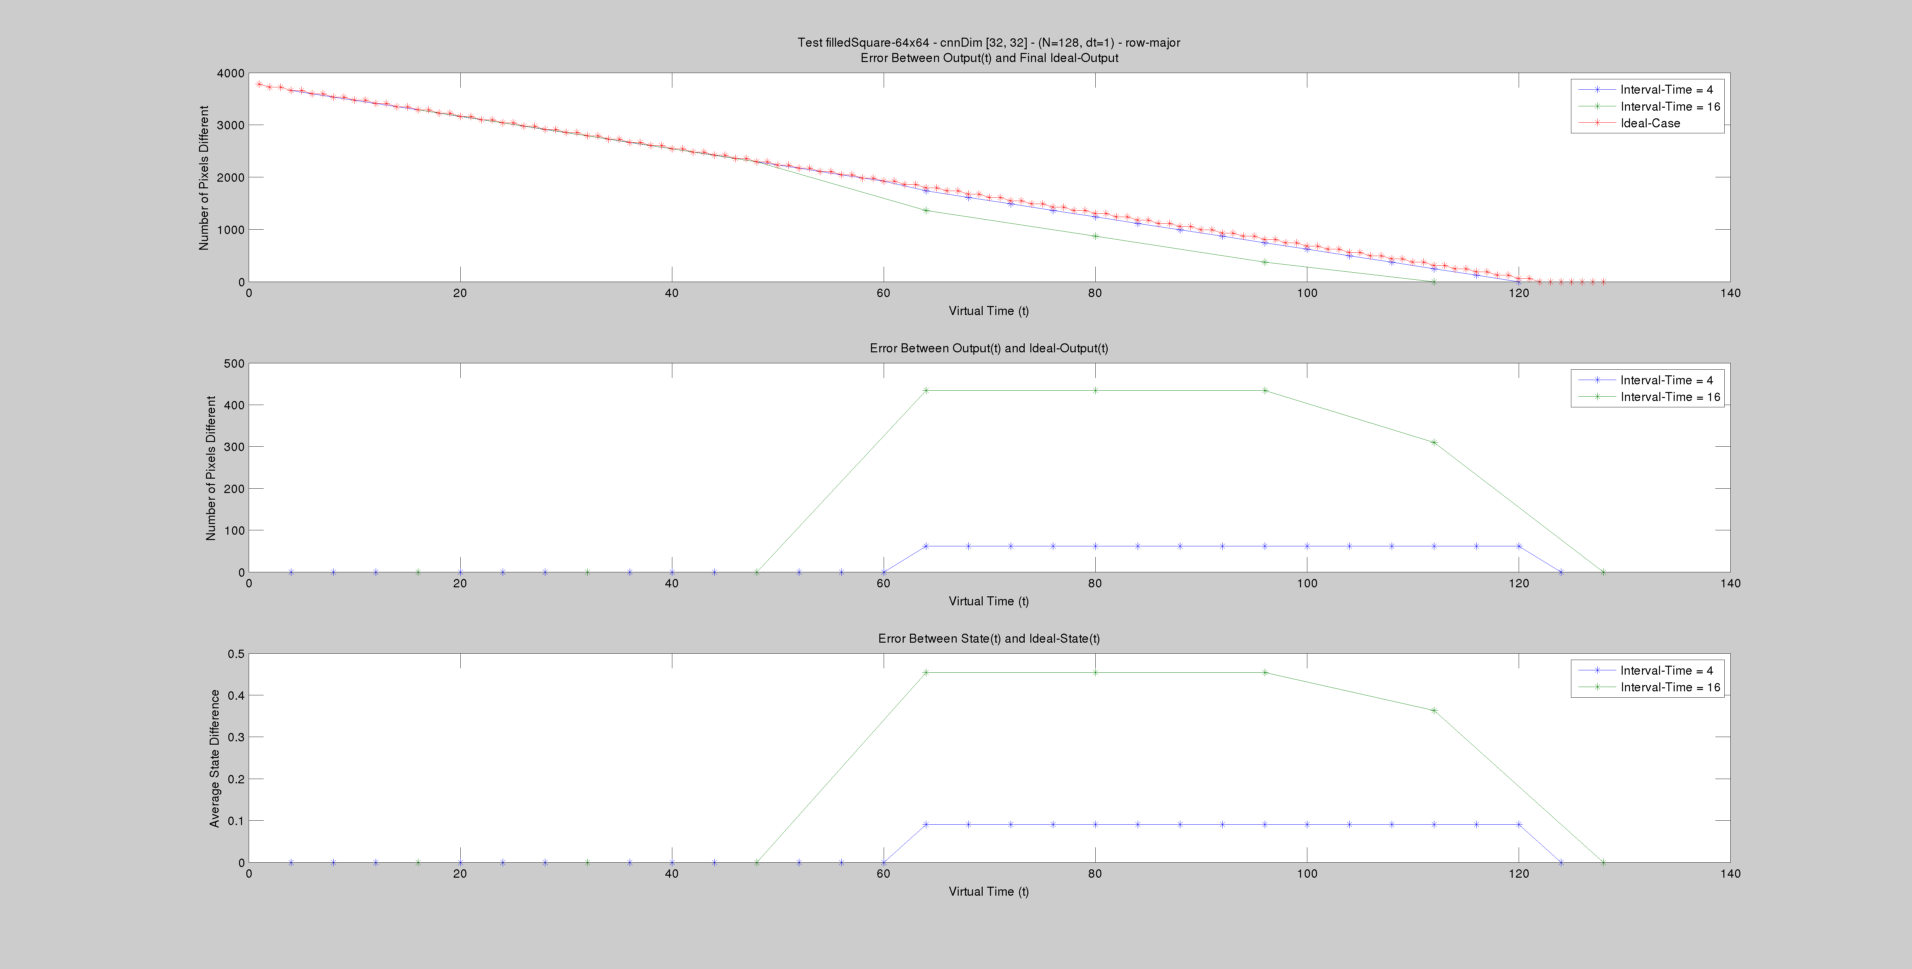 Test filledSquare-64x64 - cnnDim [32, 32] - (N=128, dt=1) - row-major
Error Between Output(t) and Final Ideal-Output
Number of Pixels Different
4000
3000
2000
1000
0
0 20 40 60 80 100 120 140
Virtual Time (t)
Interval-Time = 4
Interval-Time = 16
Ideal-Case
Error Between Output(t) and Ideal-Output(t)
Number of Pixels Different
500
400
300
200
100
0
0 20 40 60 80 100 120 140
Virtual Time (t)
Interval-Time = 4
Interval-Time = 16
Error Between State(t) and Ideal-State(t)
Average State Difference
0.5
0.4
0.3
0.2
0.1
0
0 20 40 60 80 100 120 140
Virtual Time (t)
Interval-Time = 4
Interval-Time = 16